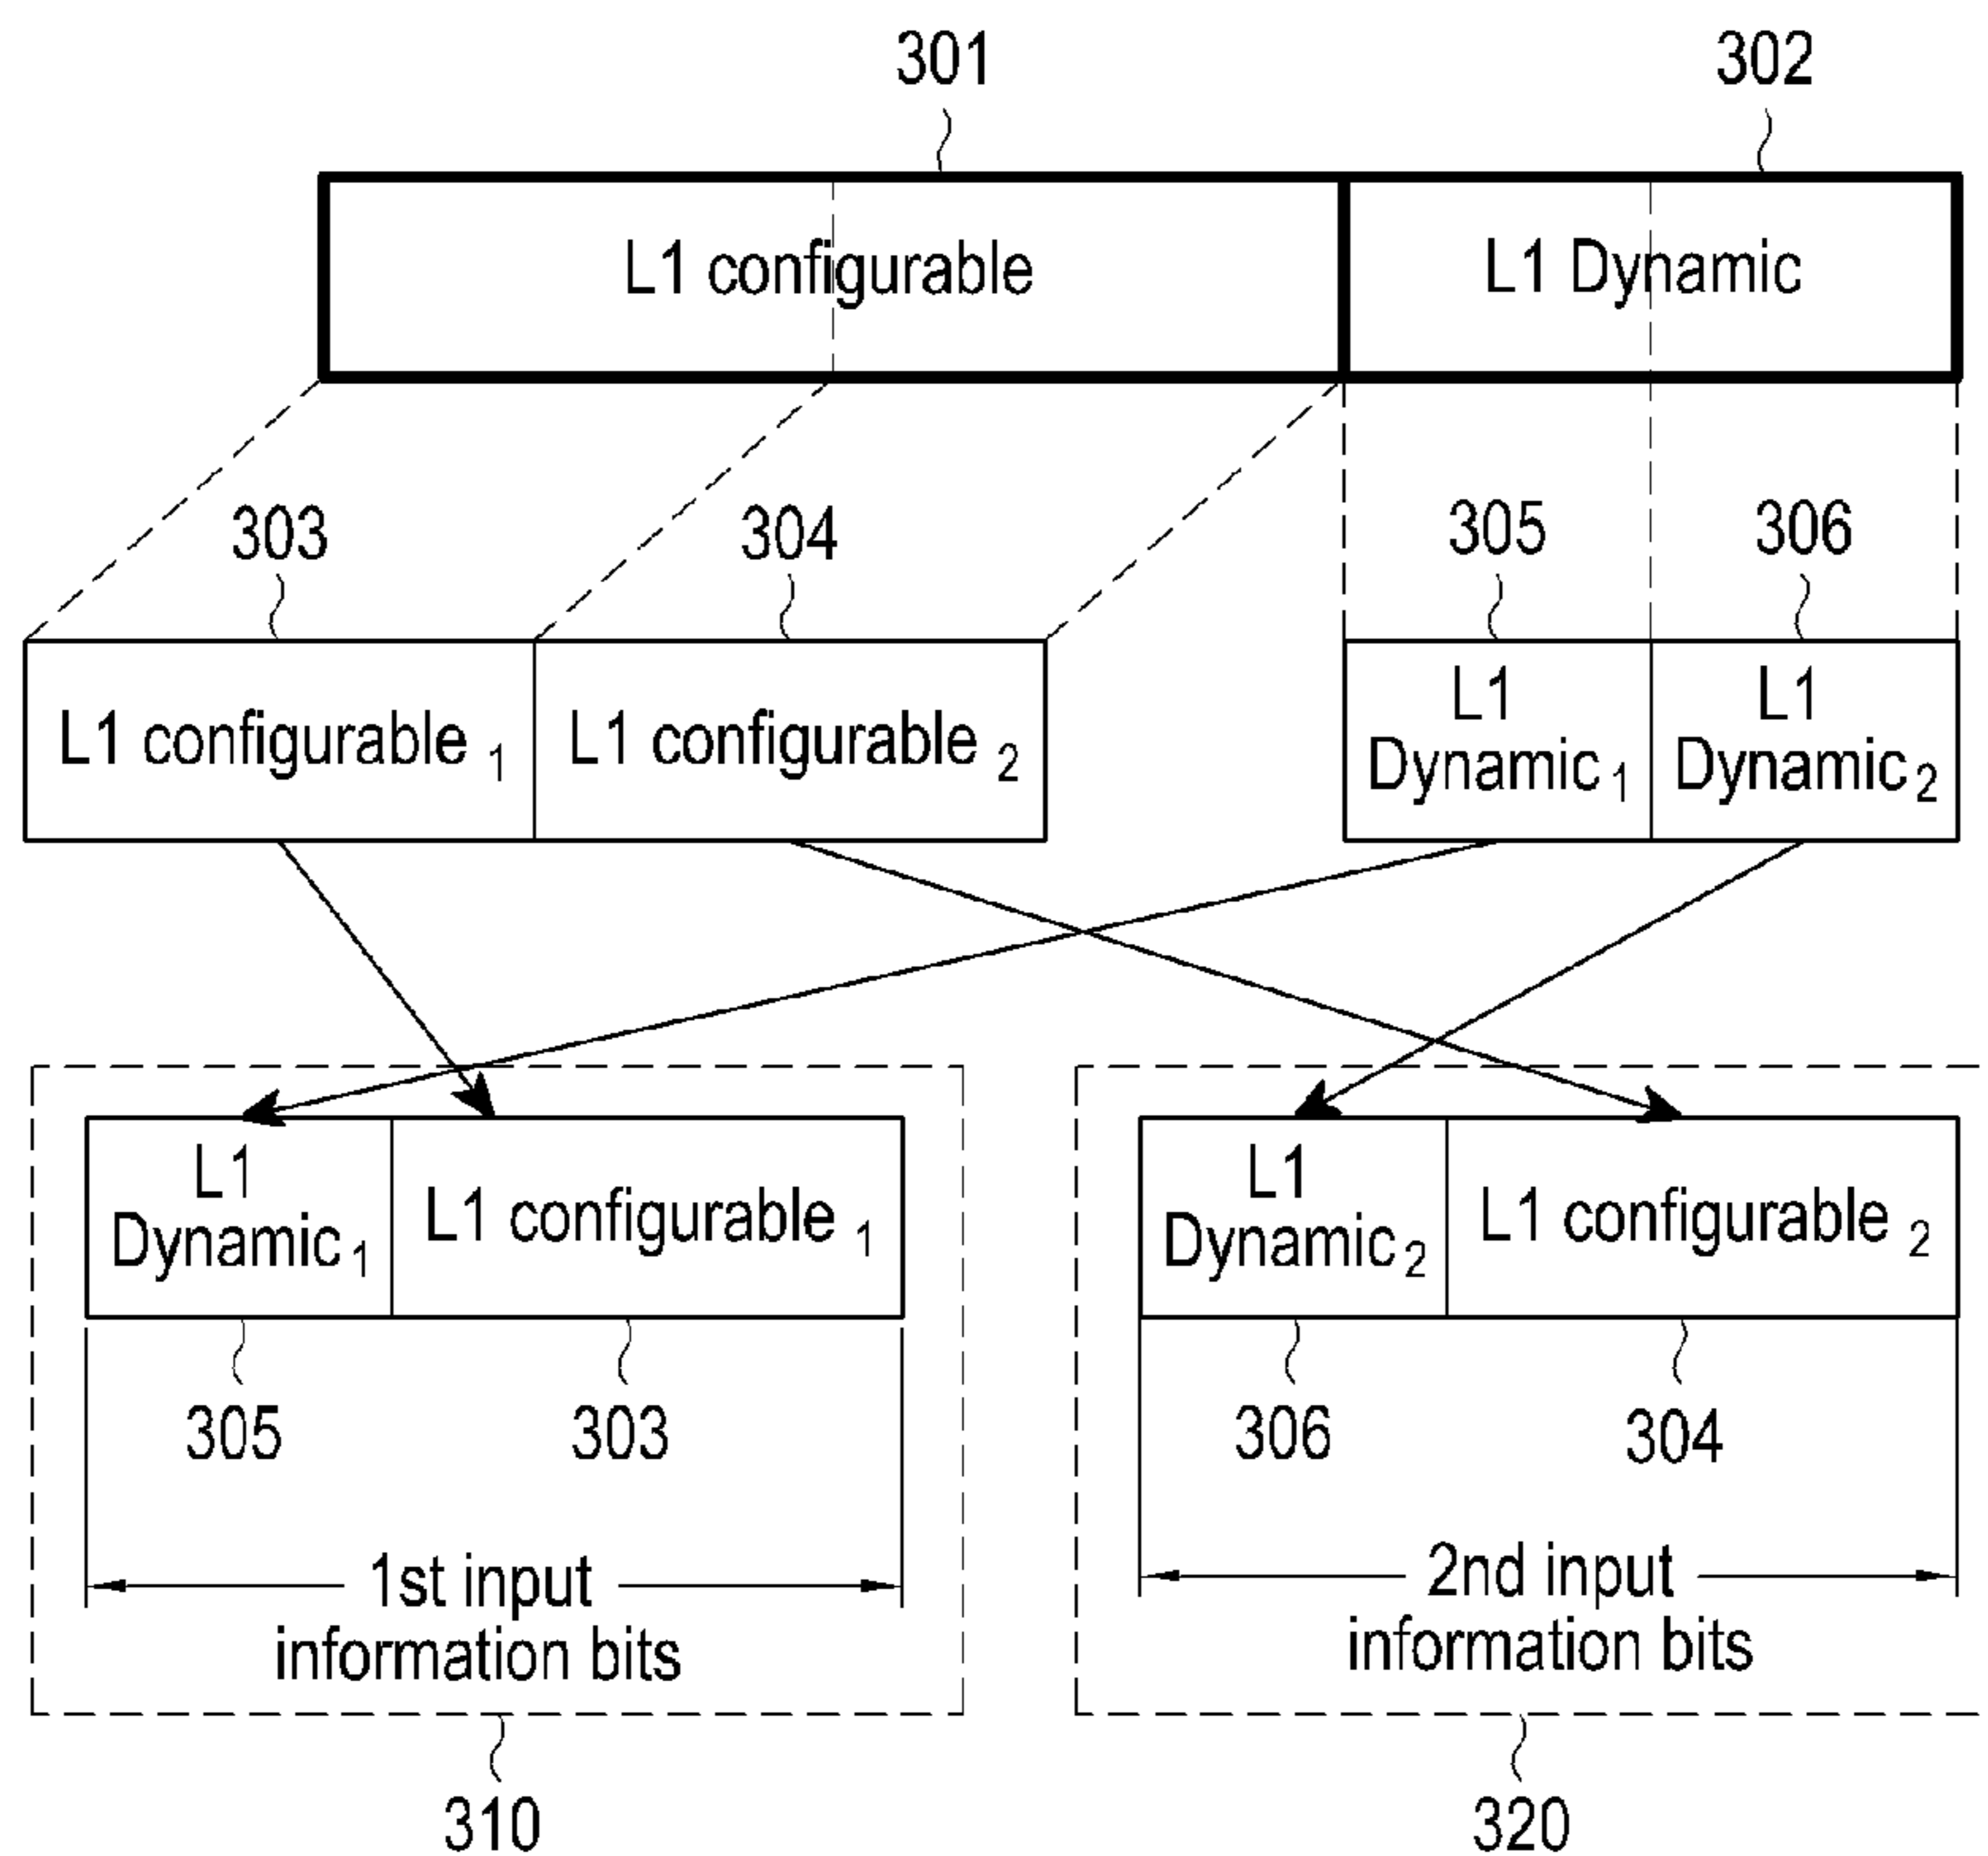 301 302
L1 configurable L1 Dynamic
303 304 305 306
L1 configurable 1 L1 configurable 2 L1 Dynamic 1 L1 Dynamic 2
L1 Dynamic 1 L1 configurable 1 L1 Dynamic 2 L1 configurable 2
305 303 306 304
1st input
information bits
2nd input
information bits
310 320